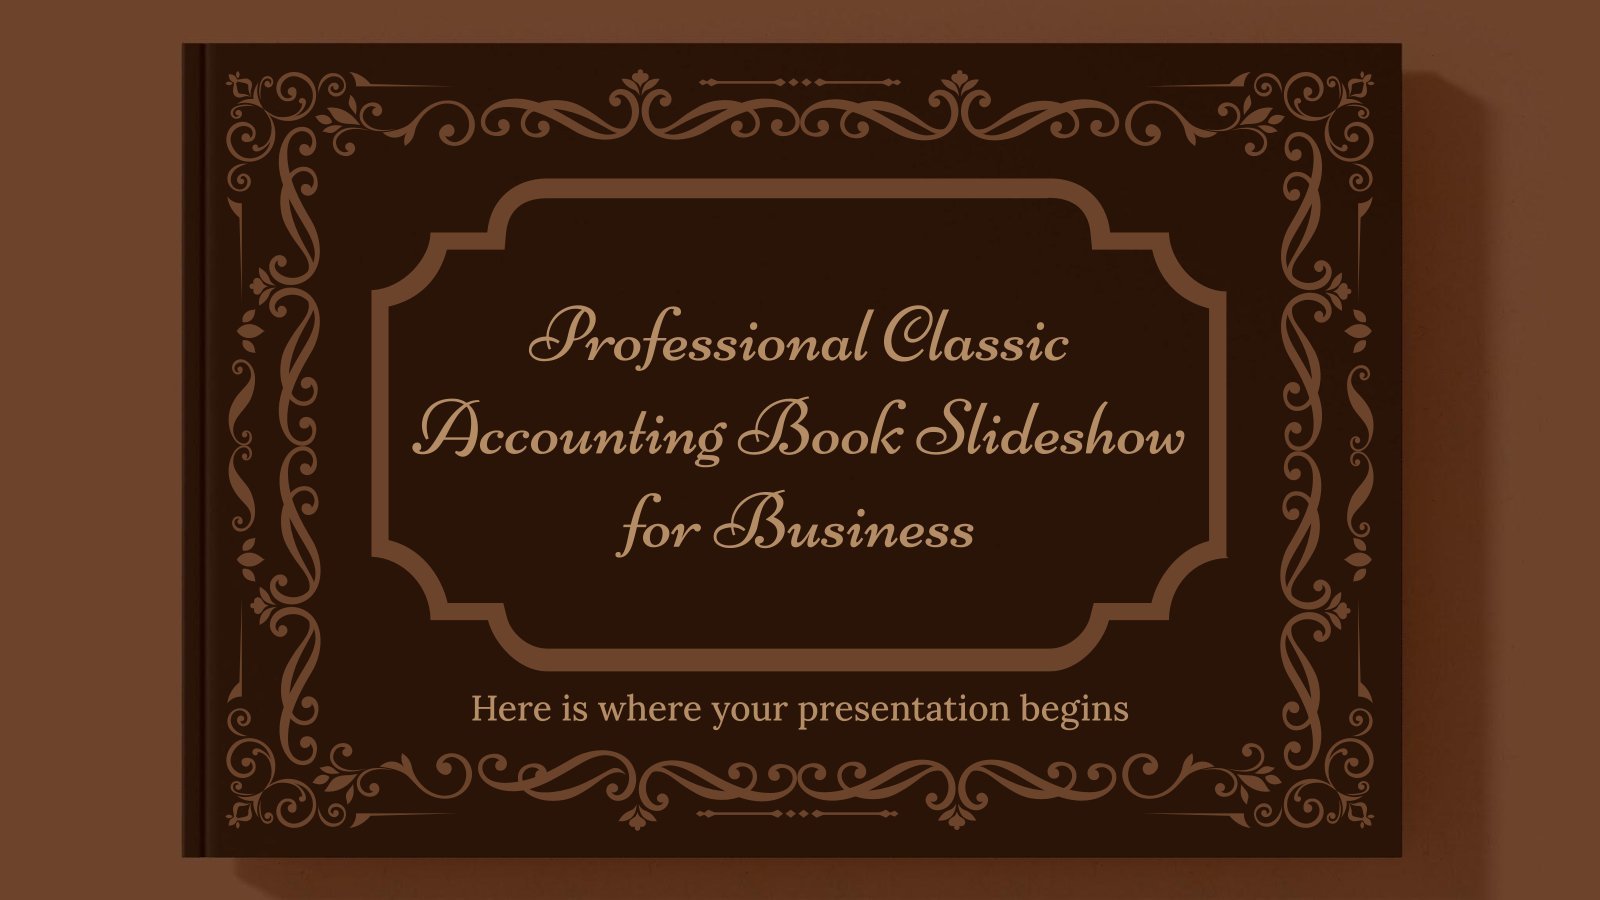 Professional Classic
Accounting Book Slideshow
for Business
Here is where your presentation begins